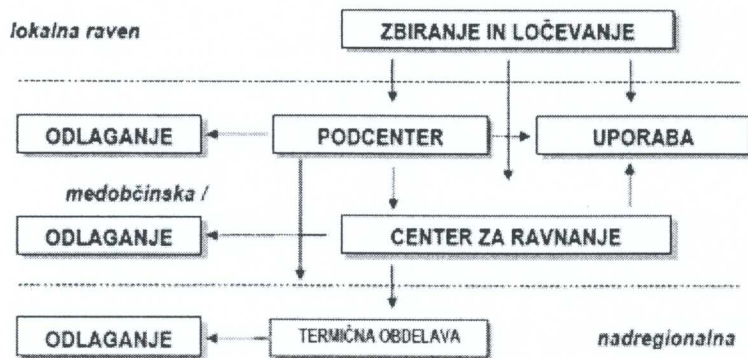 lokalna raven
ZBIRANJE IN LOČEVANJE
ODLAGANJE
PODCENTER
UPORABA
medobčinska /
ODLAGANJE
CENTER ZA RAVNANJE
ODLAGANJE
TERMIČNA OBDELAVA
nadregionalna